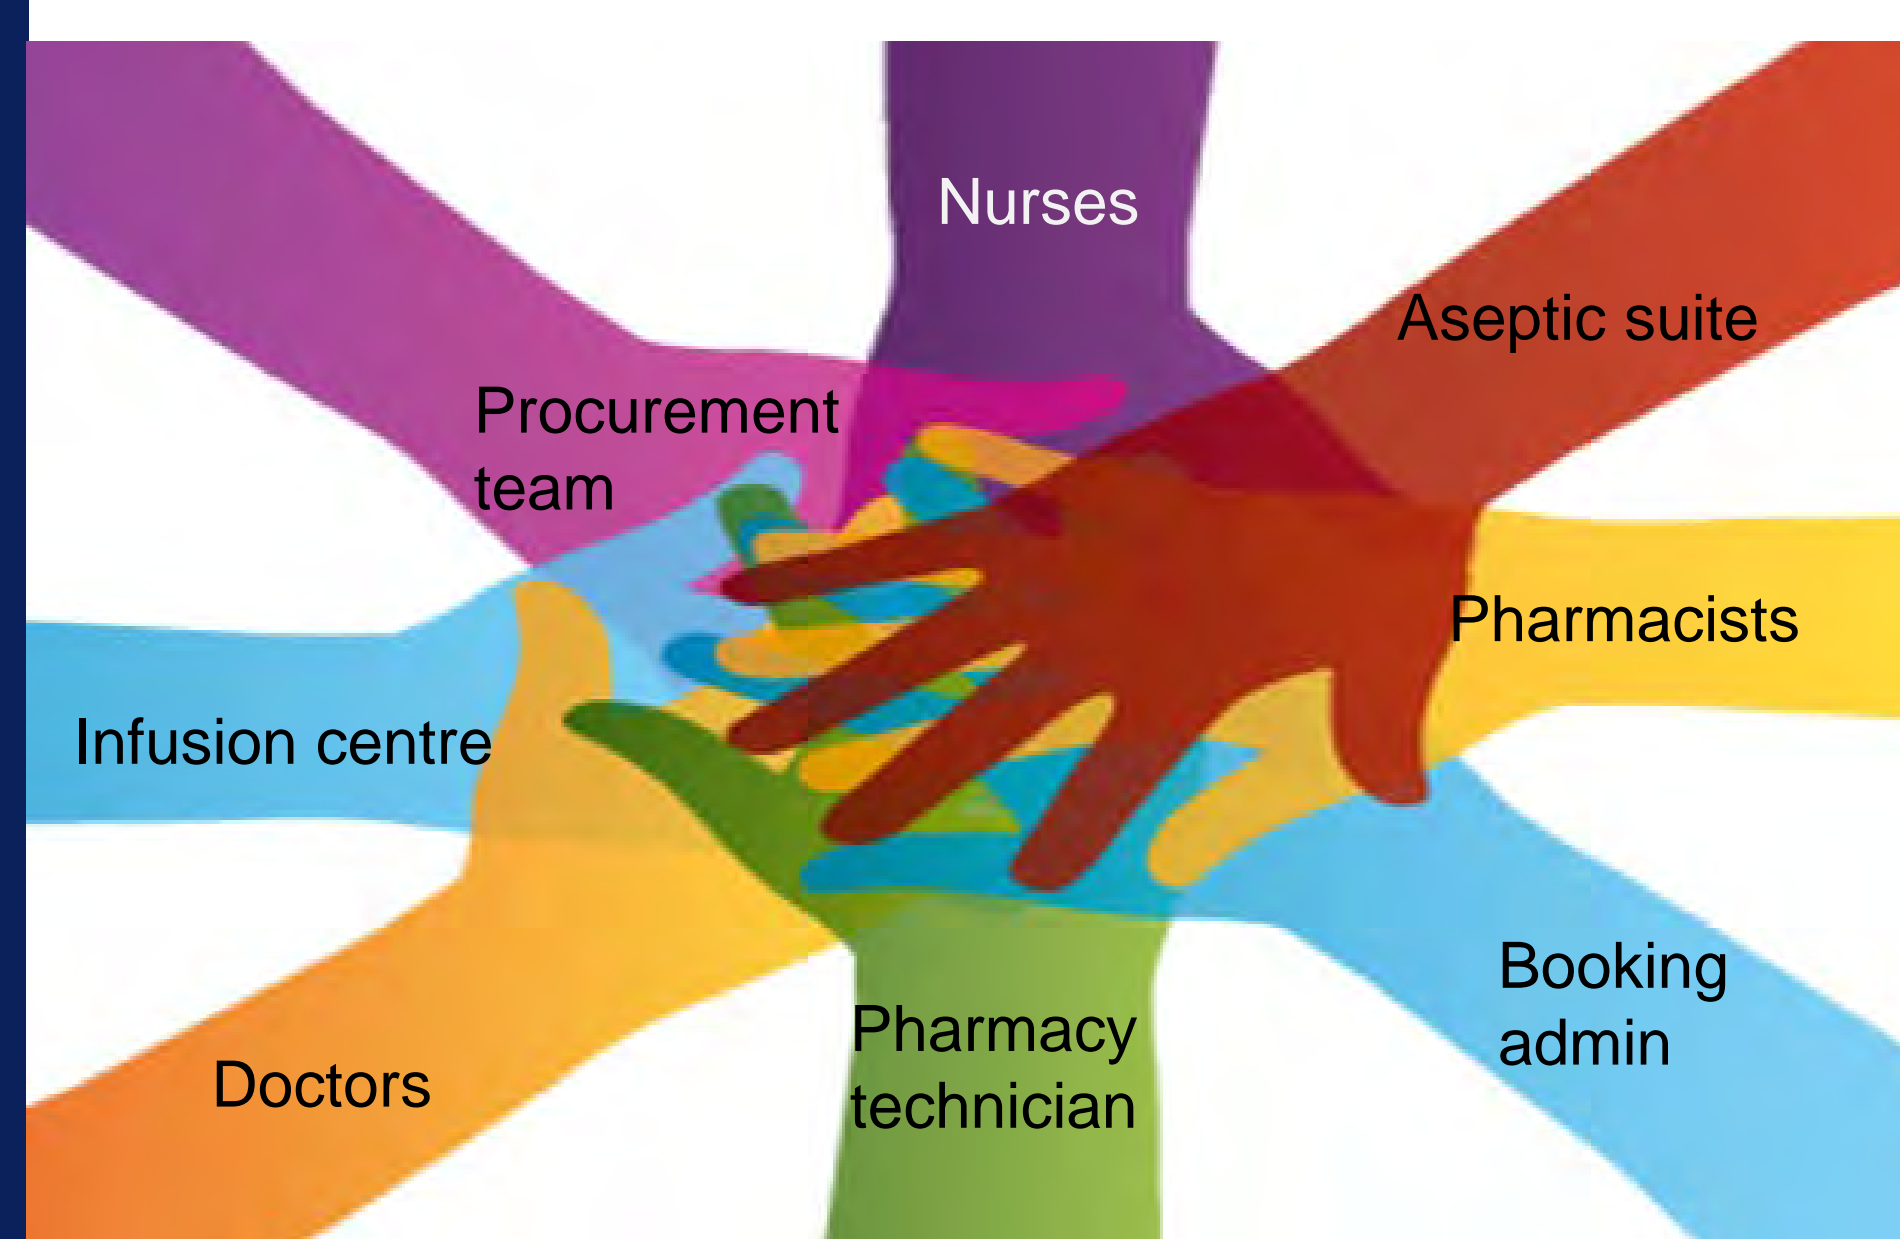 Nurses
Aseptic suite
Procurement
team
Pharmacists
Infusion centre
Booking
admin
Pharmacy
technician
Doctors